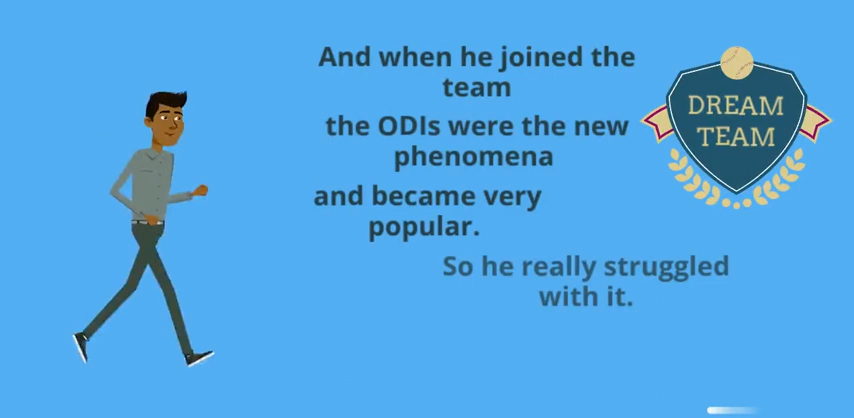 And when he joined the
team
the ODIs were the new
phenomena
and became very
popular.
So he really struggled
with it.
DREAM
TEAM